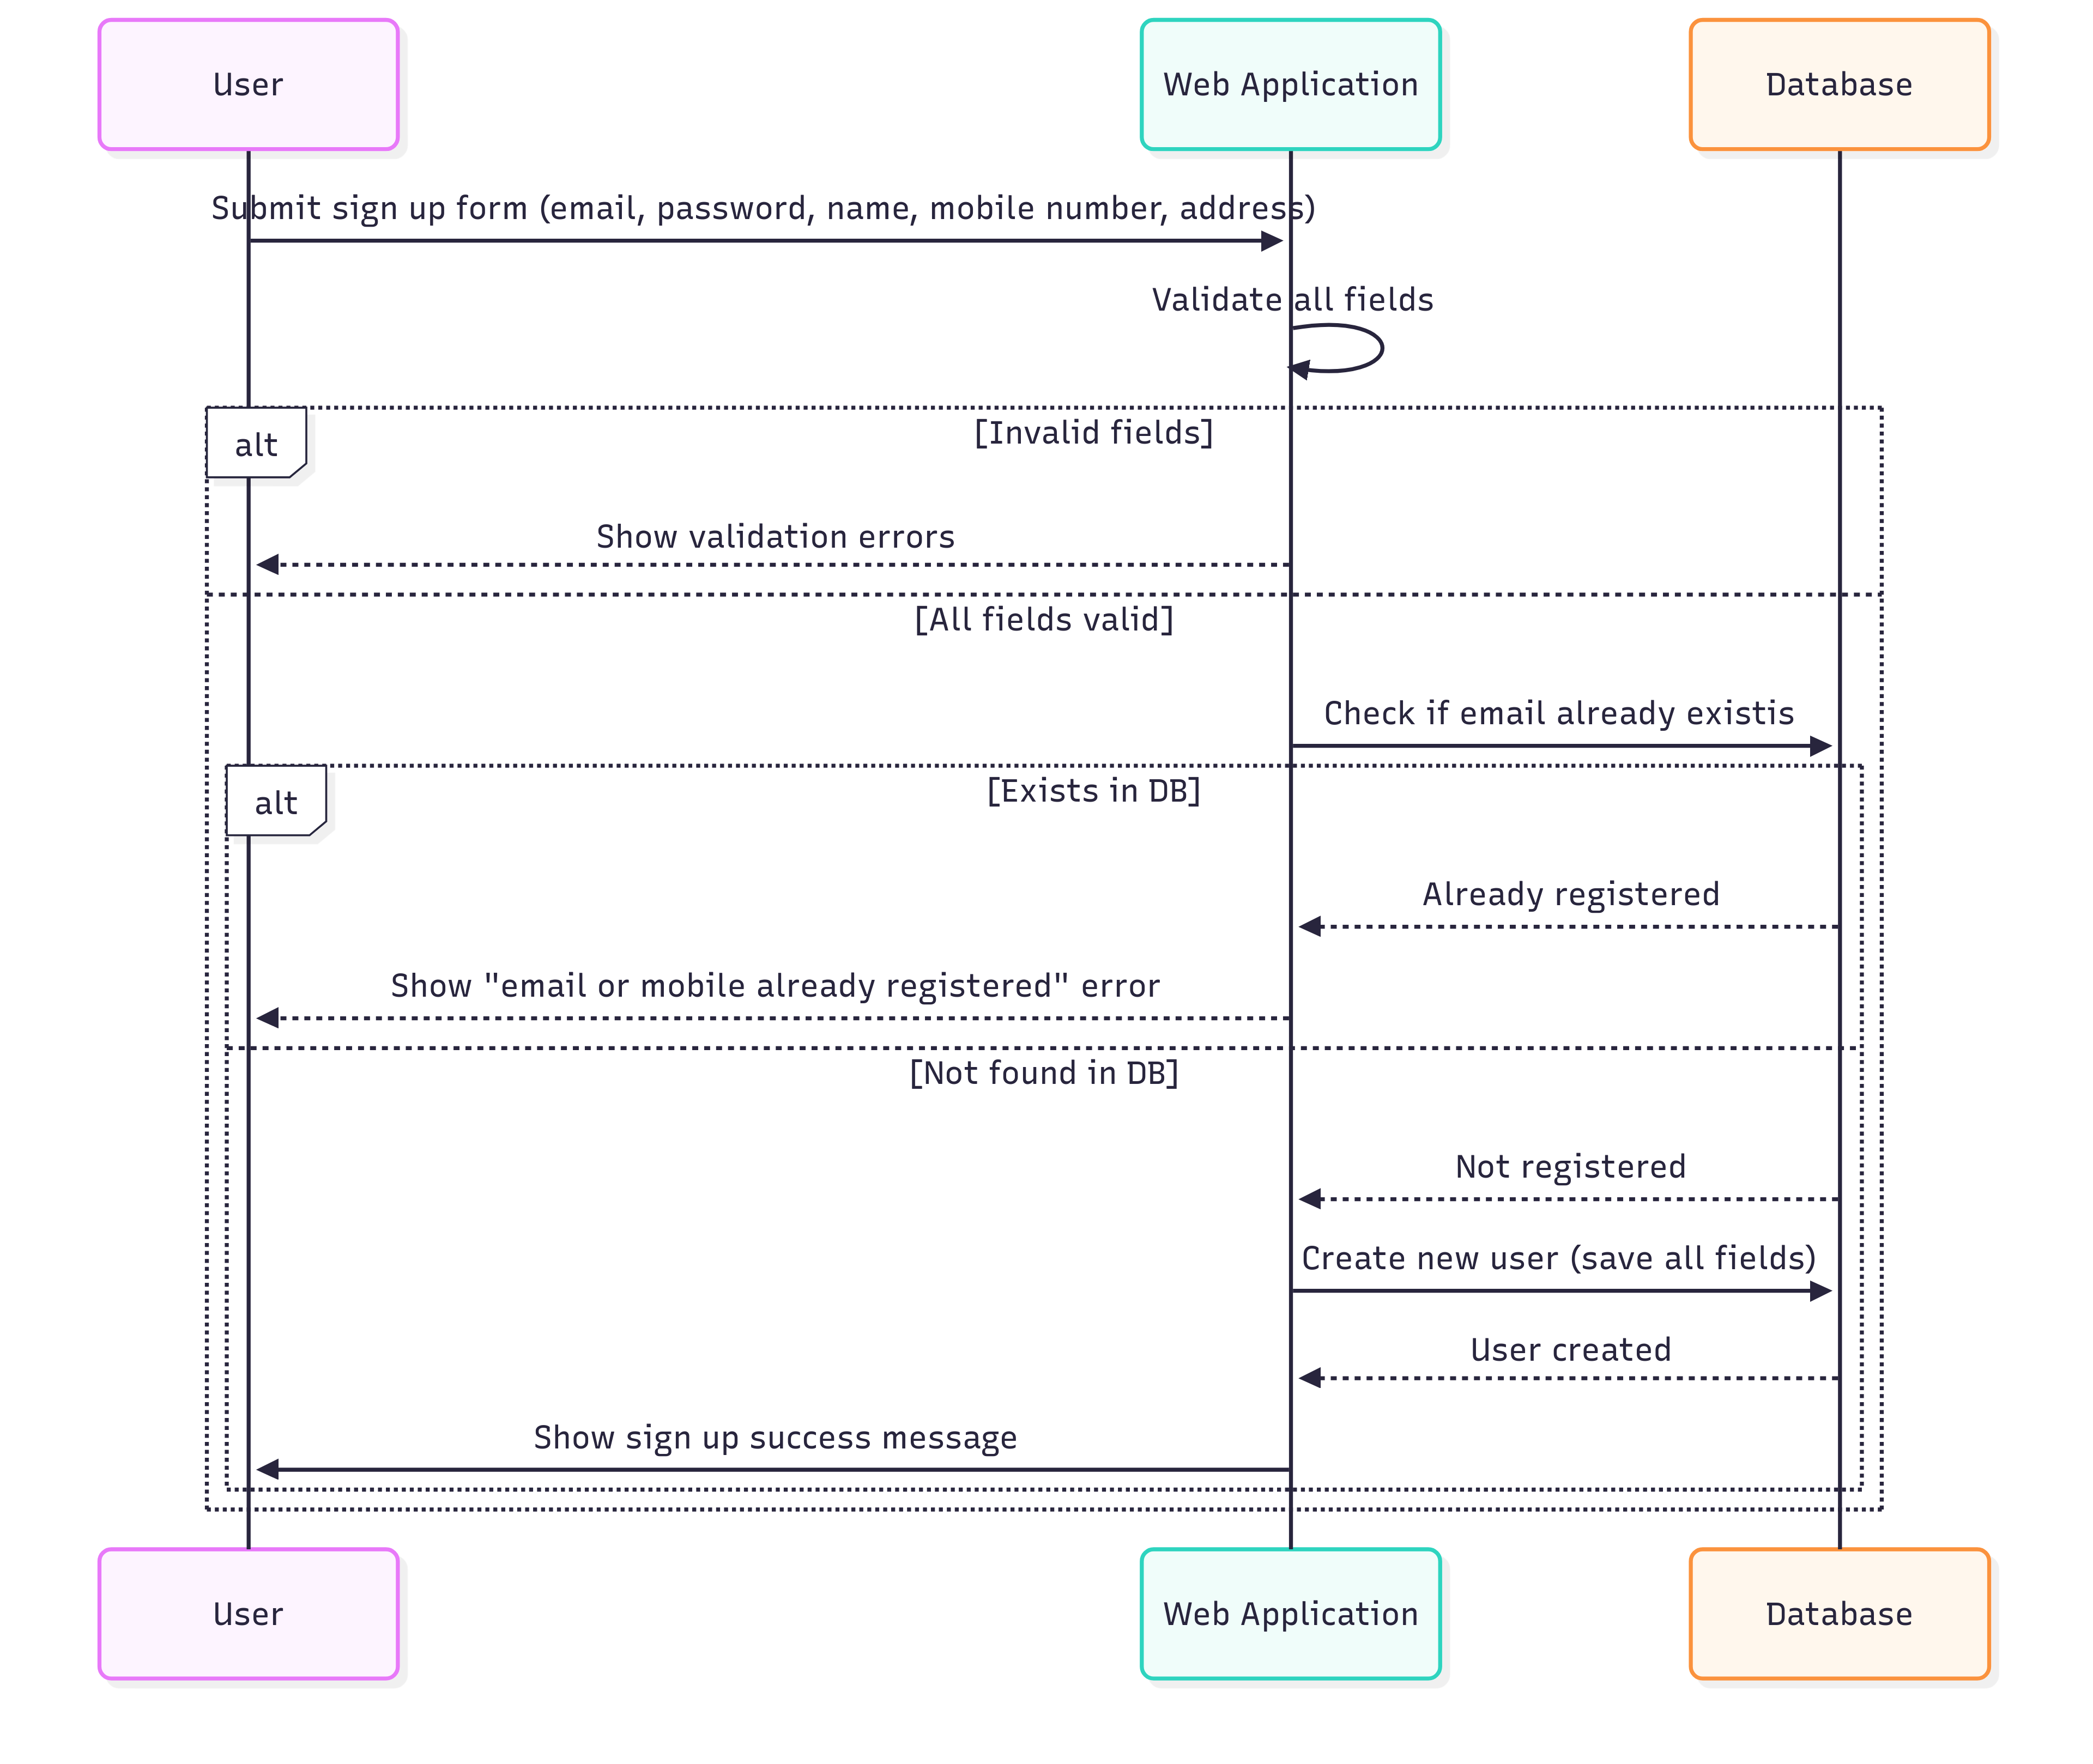 User
Web Application
Database
Submit sign up form (email, password, name, mobile number, address)
Validate all fields
alt
[Invalid fields]
Show validation errors
[All fields valid]
Check if email already existis
alt
[Exists in DB]
Already registered
Show "email or mobile already registered" error
[Not found in DB]
Not registered
Create new user (save all fields)
User created
Show sign up success message
User
Web Application
Database